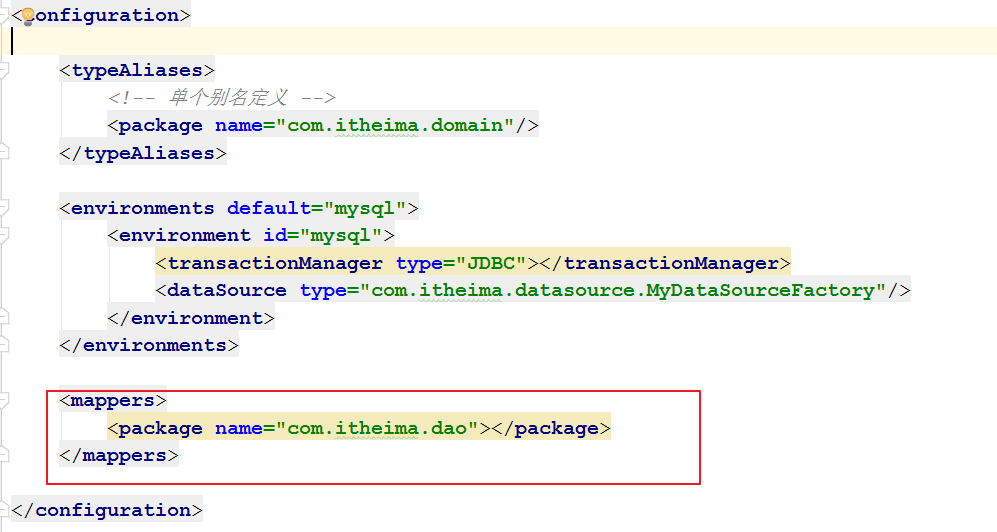 <configuration>
<typeAliases>
<!-- 单个别名定义 -->
<package name="com.itheima.domain"/>
</typeAliases>
<environments default="mysql">
<environment id="mysql">
<transactionManager type="JDBC"></transactionManager>
<dataSource type="com.itheima.datasource.MyDataSourceFactory"/>
</environment>
</environments>
<mappers>
<package name="com.itheima.dao"></package>
</mappers>
</configuration>